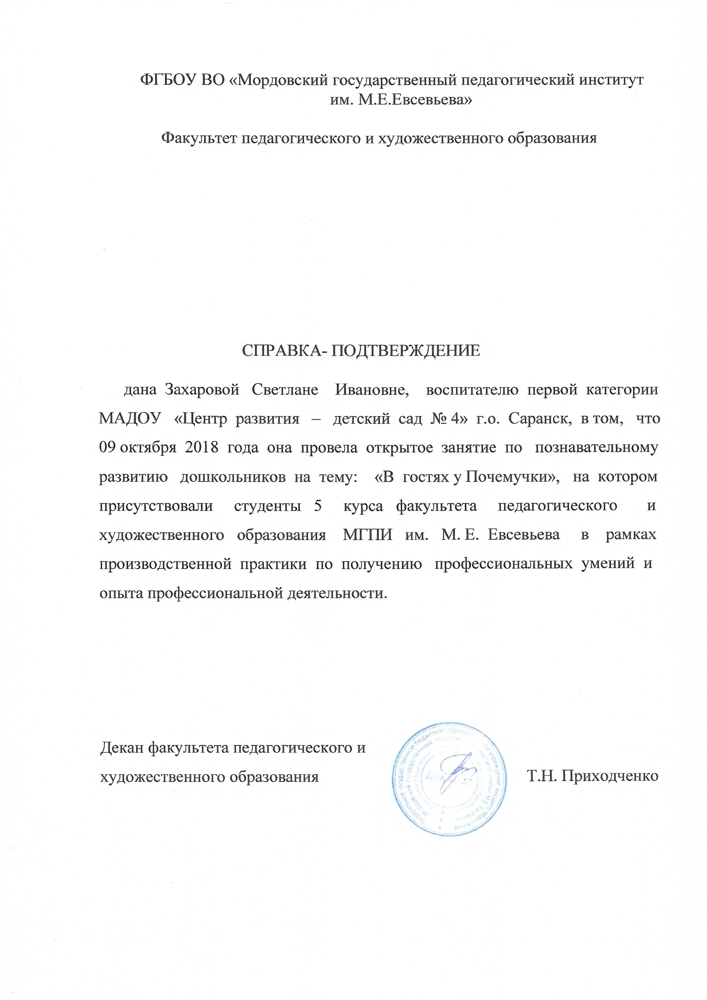 ФГБОУ ВО «Мордовский государственный педагогический институт
им. М.Е.Евсевьева»
Факультет педагогического и художественного образования
СПРАВКА- ПОДТВЕРЖДЕНИЕ
дана Захаровой Светлане Ивановне, воспитателю первой категории
МАДОУ «Центр развития – детский сад № 4» г.о. Саранск, в том, что
09 октября 2018 года она провела открытое занятие по познавательному
развитию дошкольников на тему: «В гостях у Почемучки», на котором
присутствовали студенты 5 курса факультета педагогического и
художественного образования МГПИ им. М. Е. Евсевьева в рамках
производственной практики по получению профессиональных умений и
опыта профессиональной деятельности.
Декан факультета педагогического и
художественного образования
Т.Н. Приходченко